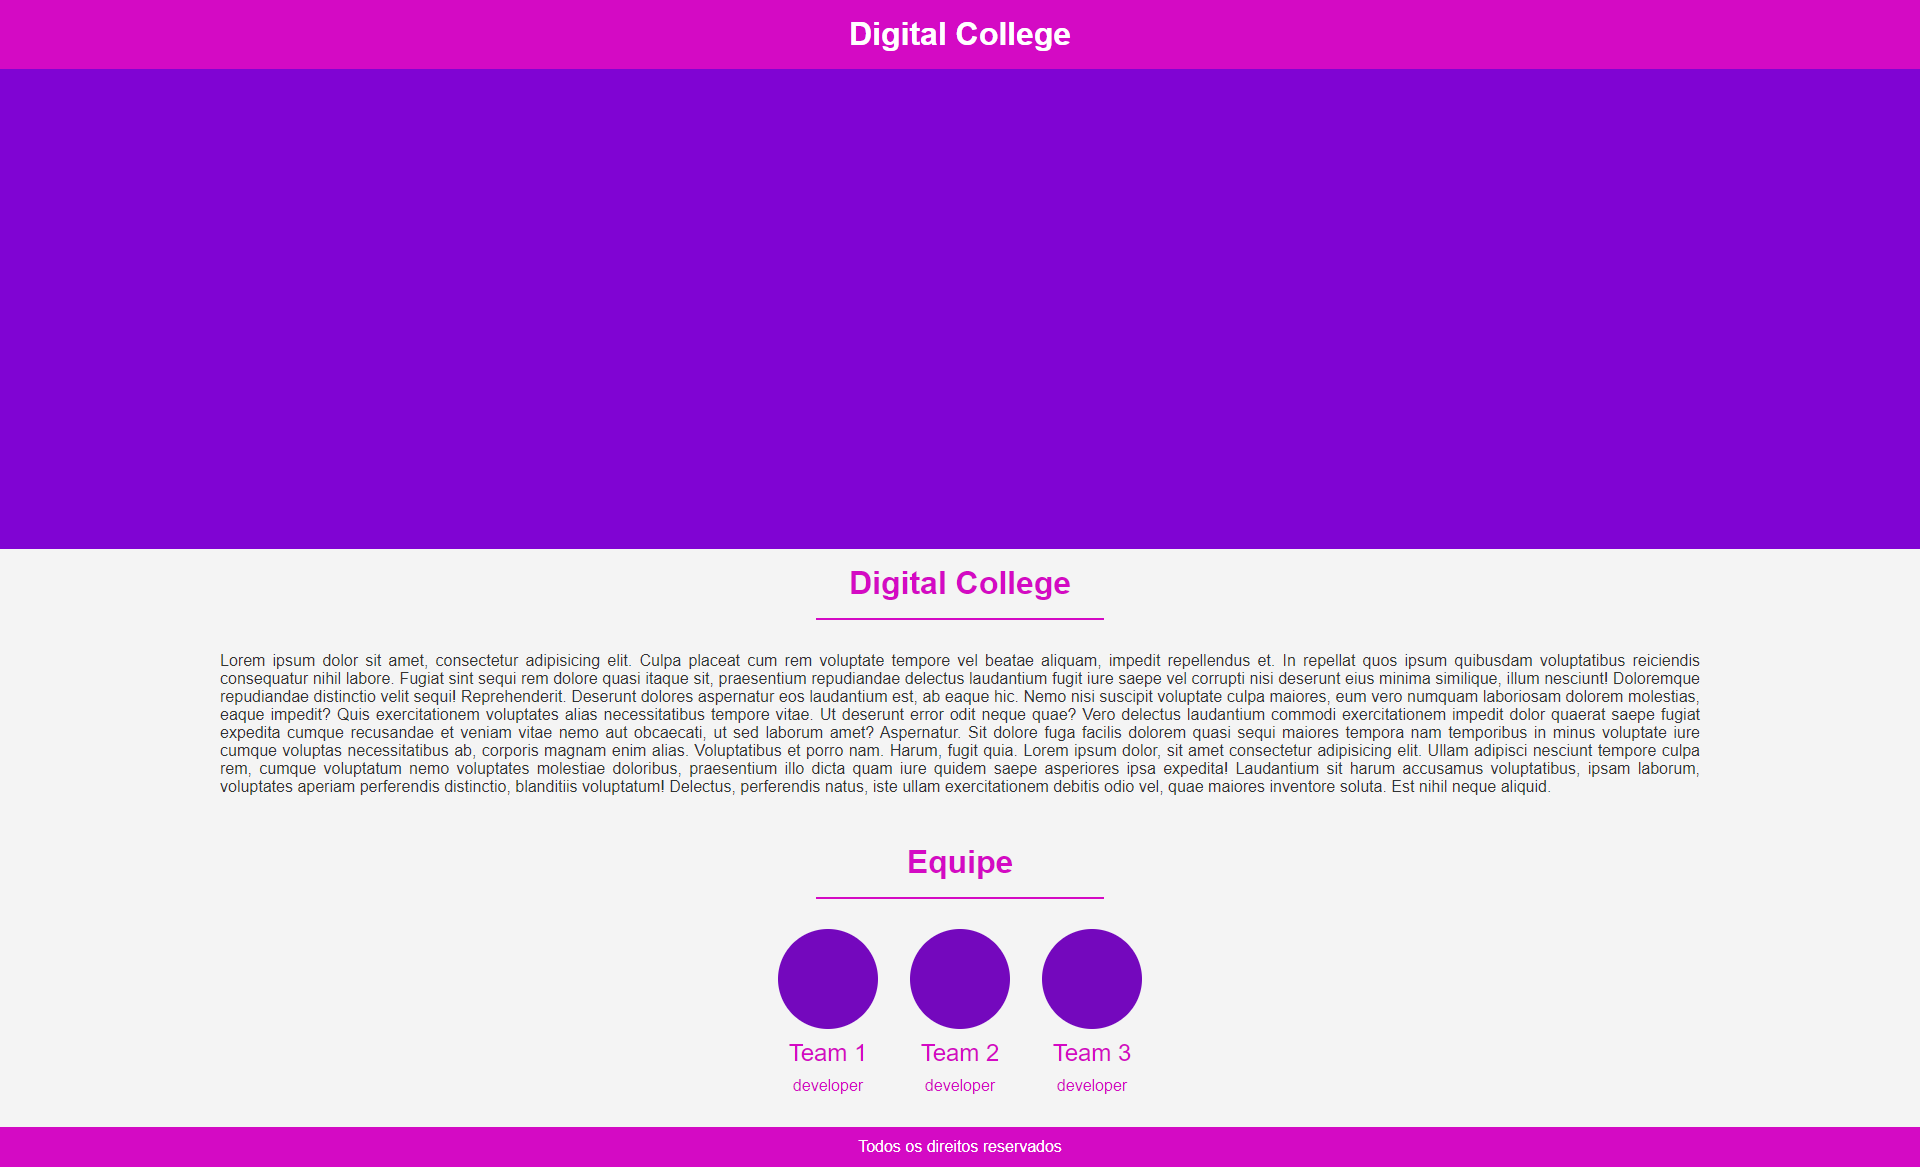 Digital College
Digital College
Lorem ipsum dolor sit amet, consectetur adipisicing elit. Culpa placeat cum rem voluptate tempore vel beatae aliquam, impedit repellendus et. In repellat quos ipsum quibusdam voluptatibus reiciendis
consequatur nihil labore. Fugiat sint sequi rem dolore quasi itaque sit, praesentium repudiandae delectus laudantium fugit iure saepe vel corrupti nisi deserunt eius minima similique, illum nesciunt! Doloremque
repudiandae distinctio velit sequi! Reprehenderit. Deserunt dolores aspernatur eos laudantium est, ab eaque hic. Nemo nisi suscipit voluptate culpa maiores, eum vero numquam laboriosam dolorem molestias,
eaque impedit? Quis exercitationem voluptates alias necessitatibus tempore vitae. Ut deserunt error odit neque quae? Vero delectus laudantium commodi exercitationem impedit dolor quaerat saepe fugiat
expedita cumque recusandae et veniam vitae nemo aut obcaecati, ut sed laborum amet? Aspernatur. Sit dolore fuga facilis dolorem quasi sequi maiores tempora nam temporibus in minus voluptate iure
cumque voluptas necessitatibus ab, corporis magnam enim alias. Voluptatibus et porro nam. Harum, fugit quia. Lorem ipsum dolor, sit amet consectetur adipisicing elit. Ullam adipisci nesciunt tempore culpa
rem, cumque voluptatum nemo voluptates molestiae doloribus, praesentium illo dicta quam iure quidem saepe asperiores ipsa expedita! Laudantium sit harum accusamus voluptatibus, ipsam laborum,
voluptates aperiam perferendis distinctio, blanditiis voluptatum! Delectus, perferendis natus, iste ullam exercitationem debitis odio vel, quae maiores inventore soluta. Est nihil neque aliquid.
Equipe
Team 1
developer
Team 2
developer
Team 3
developer
Todos os direitos reservados